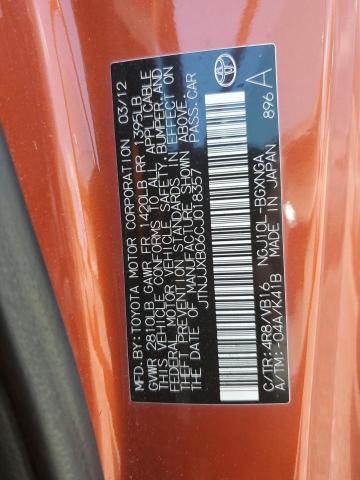 MFD.BY:TOYOTA MOTOR CORPORATION 03/12
GVWR 2810LB GAWR FR 1420LB RR 1395LB
THIS VEHICLE CONFORMS TO ALL APPLICABLE
FEDERAL MOTOR VEHICLE SAFETY, BUMPER, AND
THEFT PREVENTION STANDARDS IN EFFECT ON
THE DATE OF MANUFACTURE SHOWN ABOVE.
JTNJJXB06CJ018357 PASS.CAR
C/TR: 4R8/VB16 NGJ10L-BGXNGA
A/TM: -04A/K41B MADE IN JAPAN
896 A